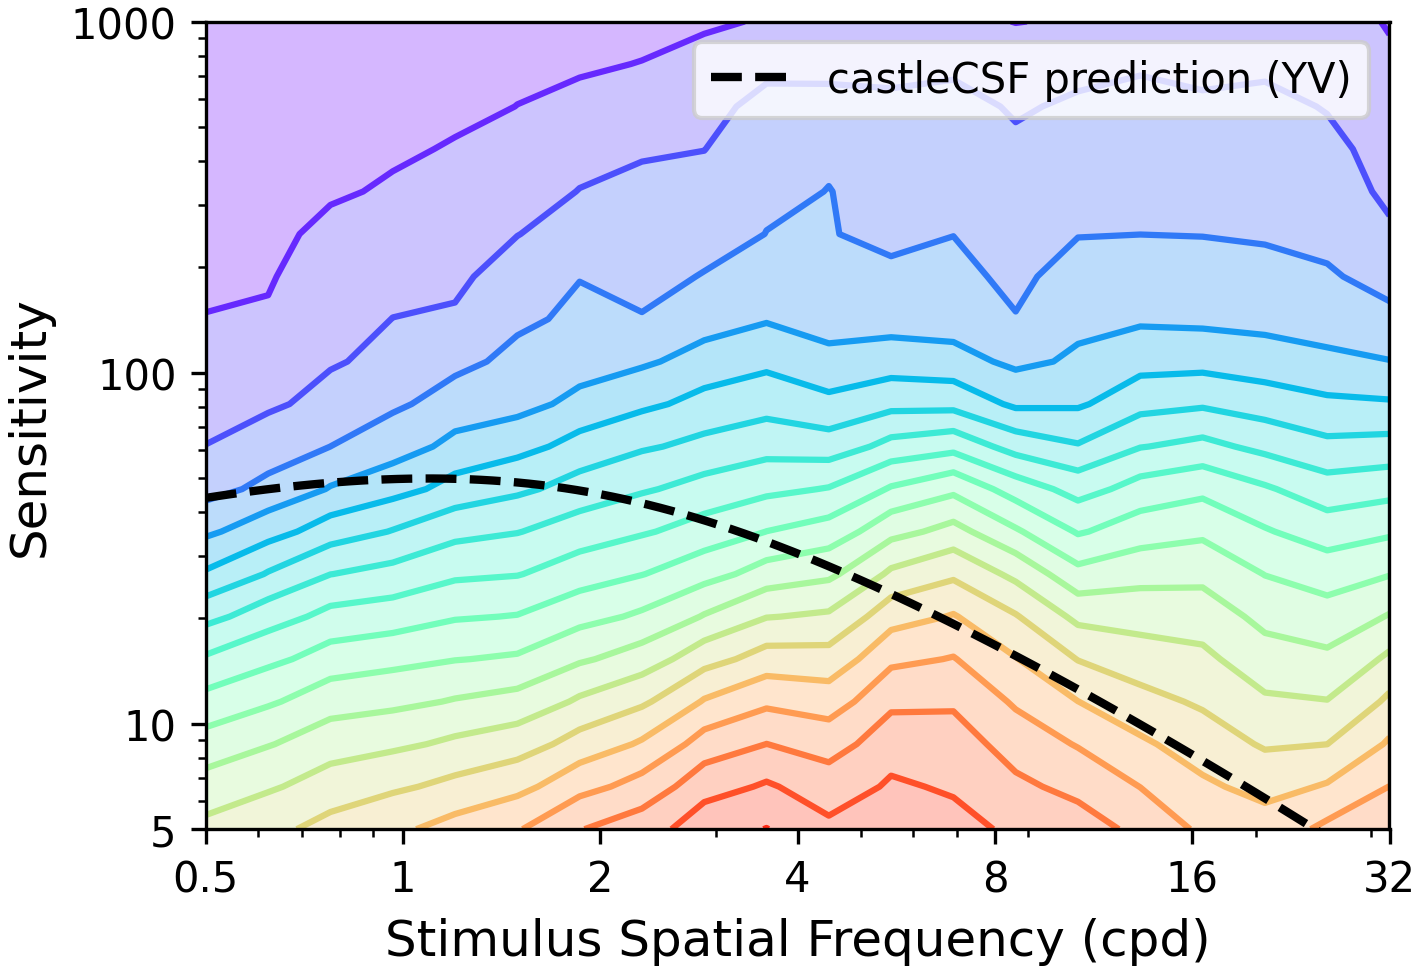 1000
100
10
5
Sensitivity
castleCSF prediction (YV)
0.5 1 2 4 8 16 32
Stimulus Spatial Frequency (cpd)